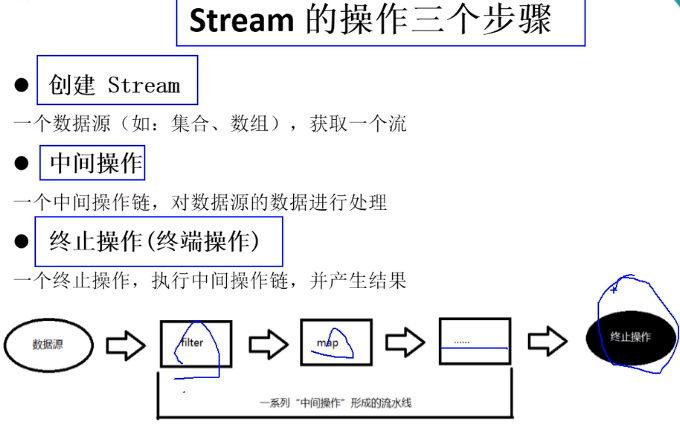 Stream 的操作三个步骤
● 创建 Stream
一个数据源（如：集合、数组），获取一个流
● 中间操作
一个中间操作链，对数据源的数据进行处理
● 终止操作(终端操作)
一个终止操作，执行中间操作链，并产生结果
数据源 filter map ...... 终止操作
一系列“中间操作”形成的流水线